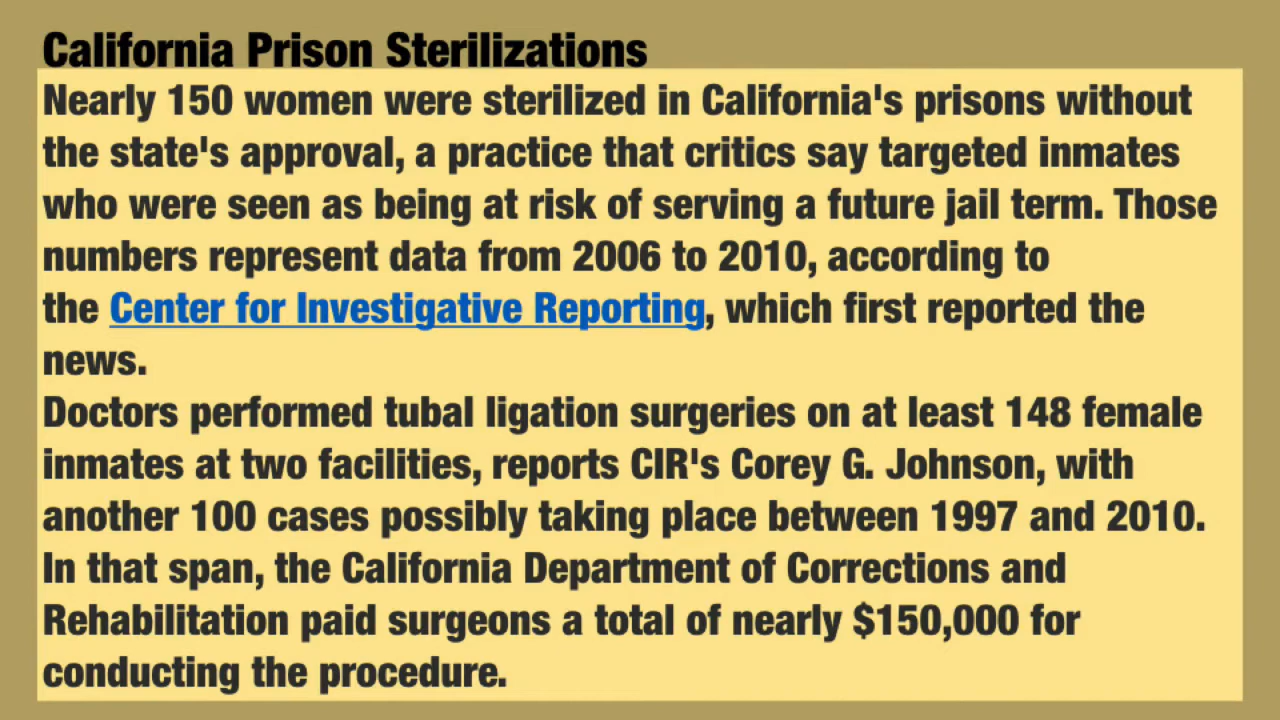 California Prison Sterilizations
Nearly 150 women were sterilized in California's prisons without
the state's approval, a practice that critics say targeted inmates
who were seen as being at risk of serving a future jail term. Those
numbers represent data from 2006 to 2010, according to
the Center for Investigative Reporting, which first reported the
news.
Doctors performed tubal ligation surgeries on at least 148 female
inmates at two facilities, reports CIR's Corey G. Johnson, with
another 100 cases possibly taking place between 1997 and 2010.
In that span, the California Department of Corrections and
Rehabilitation paid surgeons a total of nearly $150,000 for
conducting the procedure.